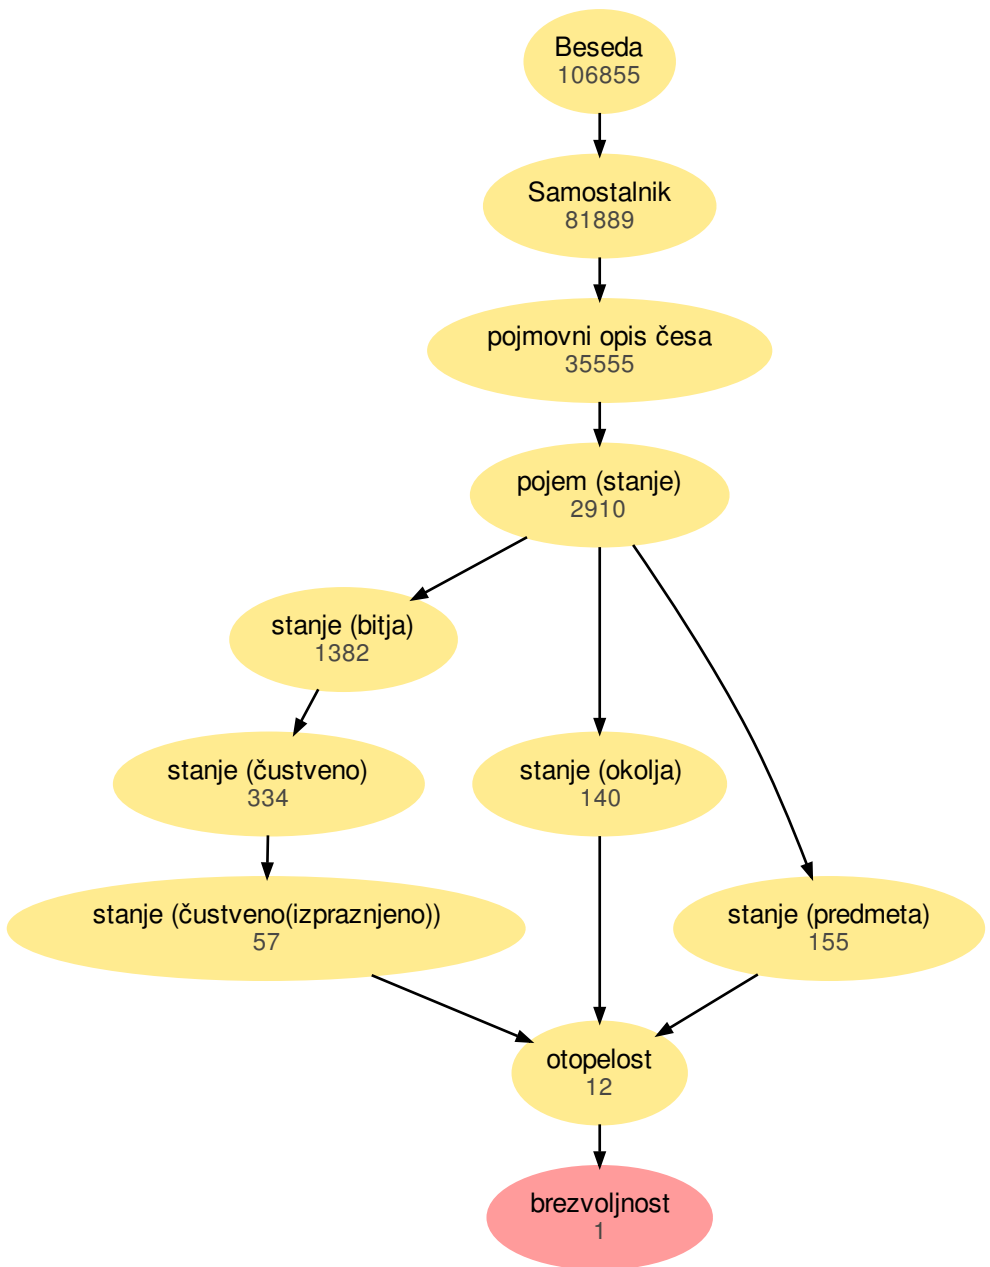 Beseda
106855
Samostalnik
81889
pojmovni opis česa
35555
pojem (stanje)
2910
stanje (bitja)
1382
stanje (čustveno)
334
stanje (okolja)
140
stanje (čustveno(izpraznjeno))
57
stanje (predmeta)
155
otopelost
12
brezvoljnost
1